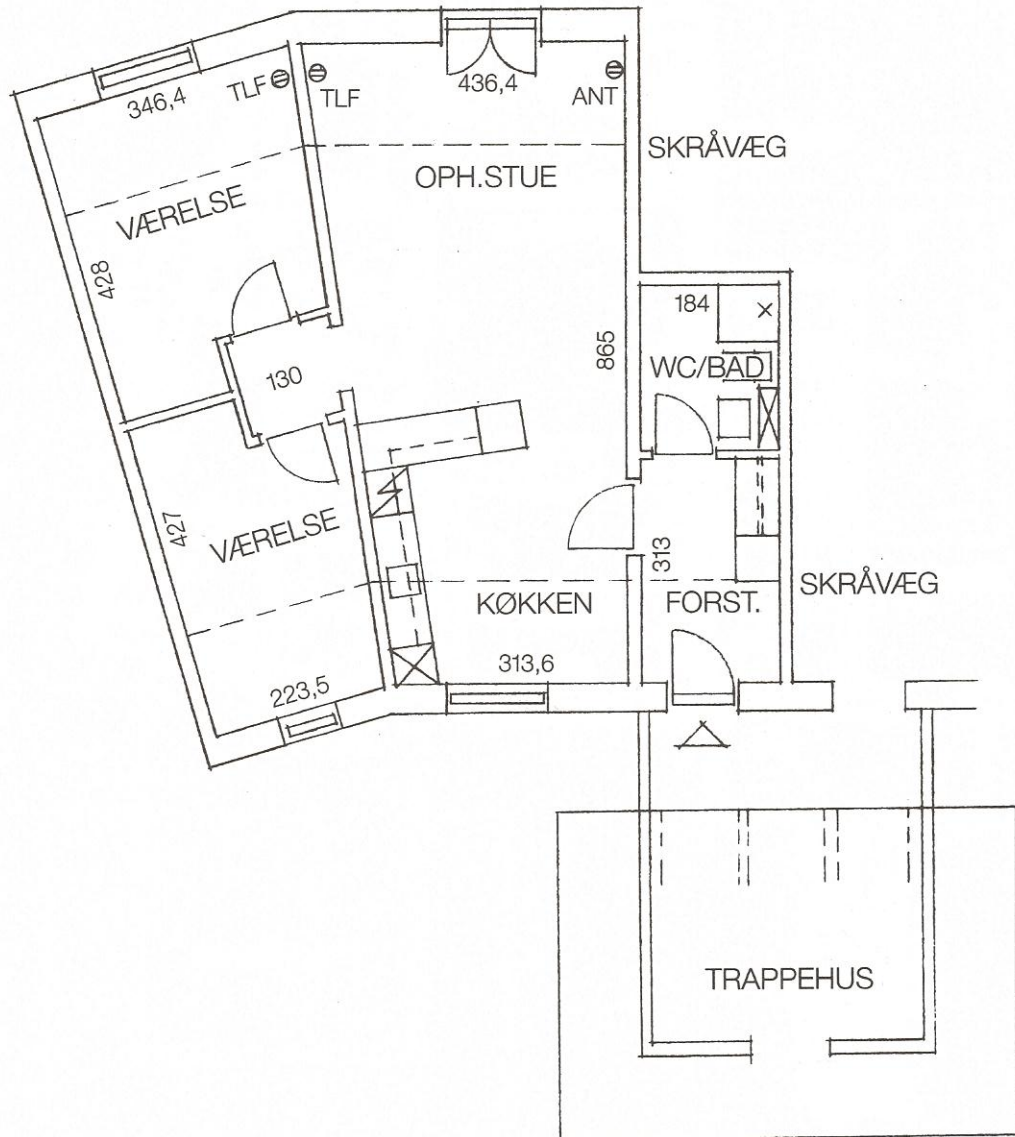 346,4
TLF
TLF
436,4
ANT
SKRÅVÆG
OPH.STUE
VÆRELSE
428
184
865
WC/BAD
130
427
VÆRELSE
313
KØKKEN
FORST.
SKRÅVÆG
313,6
223,5
TRAPPEHUS